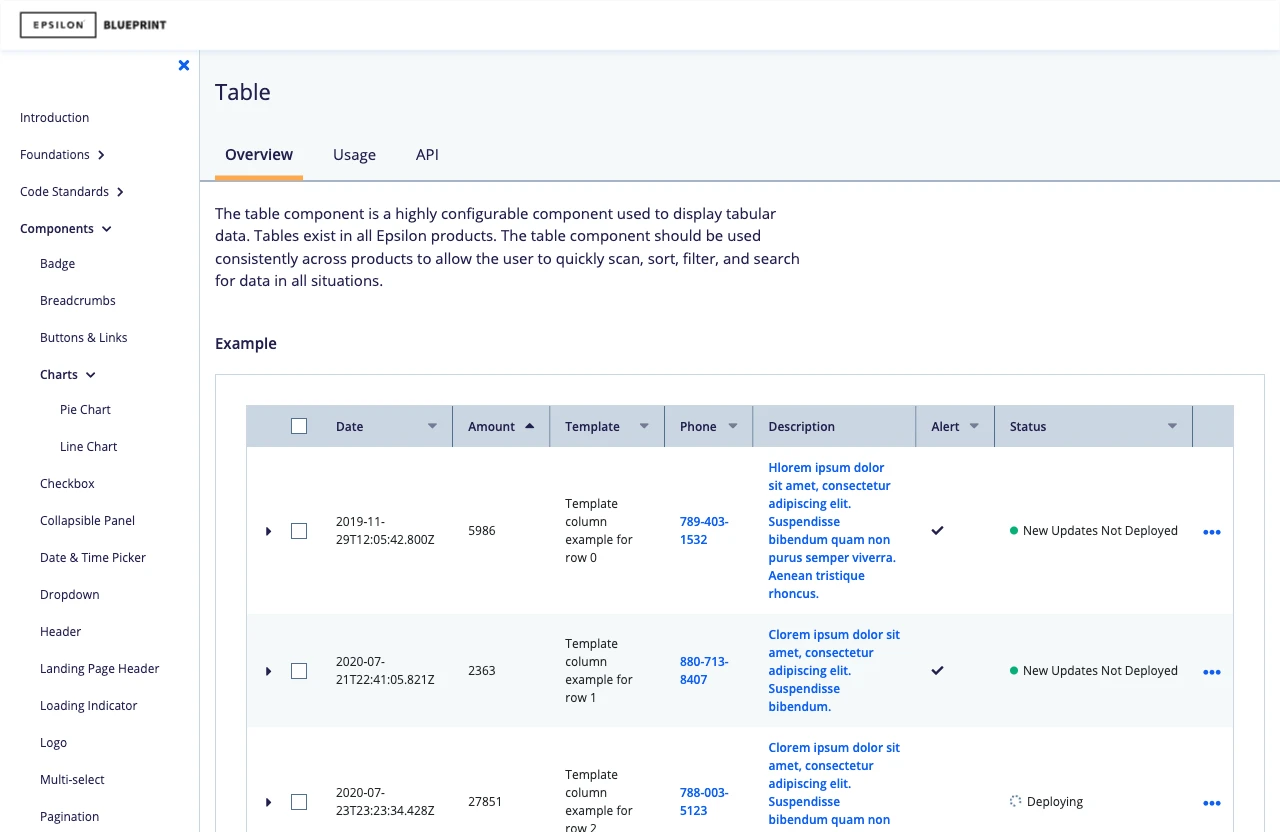 EPSILON BLUEPRINT
Introduction
Foundations
Code Standards
Components
Badge
Breadcrumbs
Buttons & Links
Charts
Pie Chart
Line Chart
Checkbox
Collapsible Panel
Date & Time Picker
Dropdown
Header
Landing Page Header
Loading Indicator
Logo
Multi-select
Pagination
Table
Overview Usage API
The table component is a highly configurable component used to display tabular
data. Tables exist in all Epsilon products. The table component should be used
consistently across products to allow the user to quickly scan, sort, filter, and search
for data in all situations.
Example
Date Amount Template Phone Description Alert Status
2019-11-
29T12:05:42.800Z
5986
Template
column
example for
row 0
789-403-
1532
Hlorem ipsum dolor
sit amet, consectetur
adipiscing elit.
Suspendisse
bibendum quam non
purus semper viverra.
Aenean tristique
rhoncus.
New Updates Not Deployed
2020-07-
21T22:41:05.821Z
2363
Template
column
example for
row 1
880-713-
8407
Clorem ipsum dolor sit
amet, consectetur
adipiscing elit.
Suspendisse
bibendum.
New Updates Not Deployed
2020-07-
23T23:23:34.428Z
27851
Template
column
example for
row 2
788-003-
5123
Clorem ipsum dolor sit
amet, consectetur
adipiscing elit.
Suspendisse
bibendum quam non
Deploying